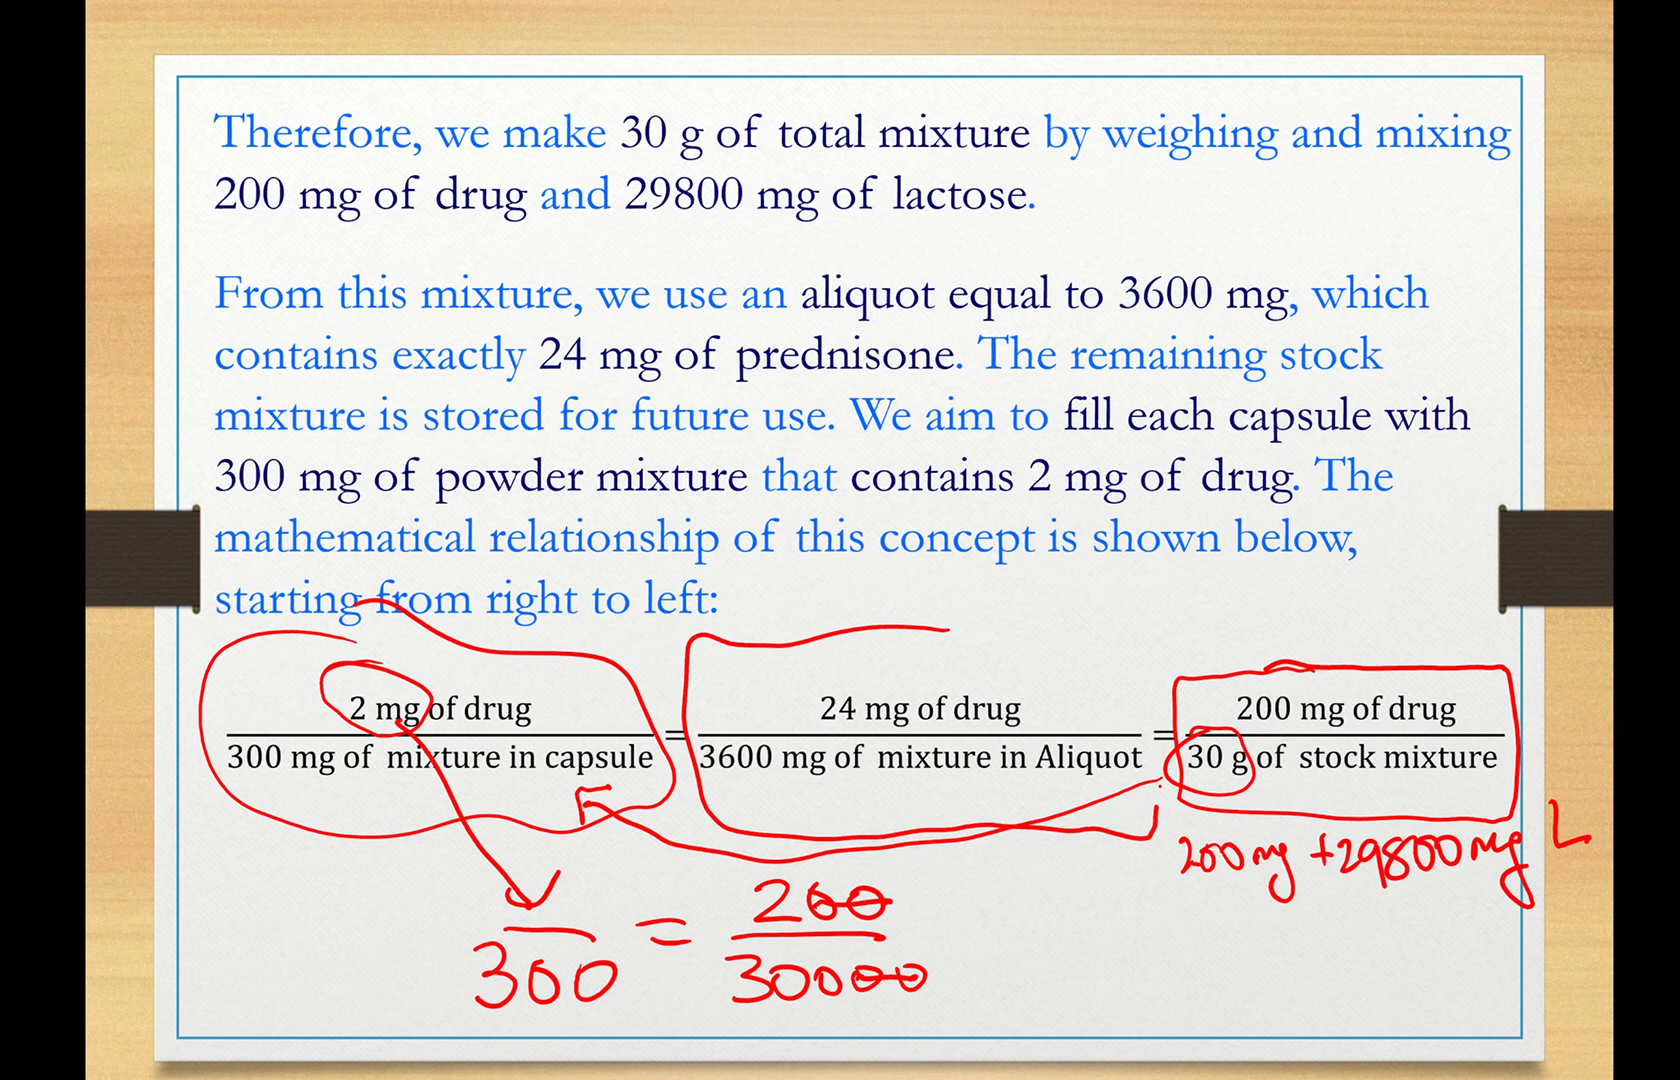 Therefore, we make 30 g of total mixture by weighing and mixing
200 mg of drug and 29800 mg of lactose.
From this mixture, we use an aliquot equal to 3600 mg, which
contains exactly 24 mg of prednisone. The remaining stock
mixture is stored for future use. We aim to fill each capsule with
300 mg of powder mixture that contains 2 mg of drug. The
mathematical relationship of this concept is shown below,
starting from right to left:
2 mg of drug
300 mg of mixture in capsule
=
24 mg of drug
3600 mg of mixture in Aliquot
=
200 mg of drug
30 g of stock mixture
200 mg + 29800 mg L
300
=
200
30000